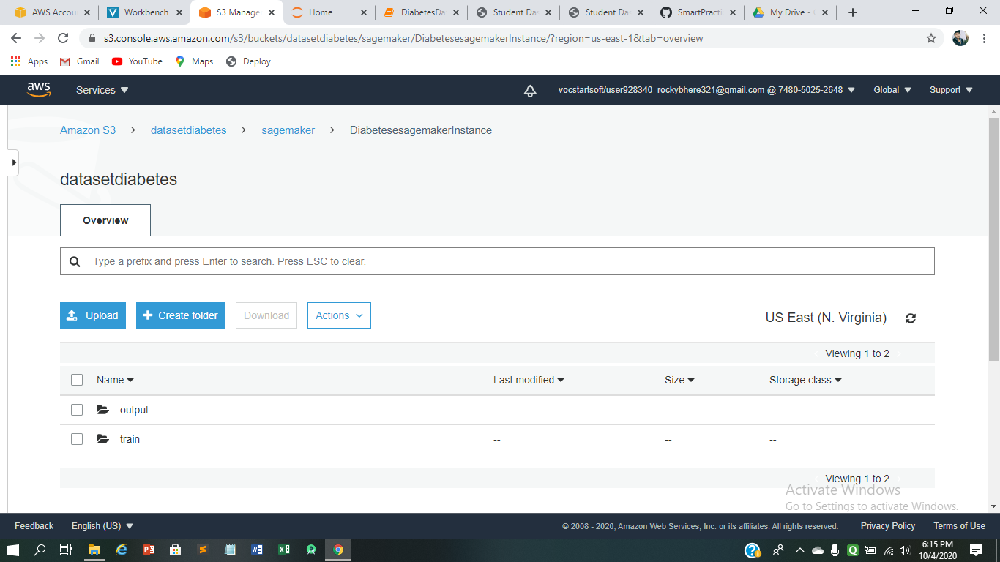 AWS Accou
Workbench
S3 Manage
Home
DiabetesDa
Student Das
Student Das
SmartPracti
My Drive -
s3.console.aws.amazon.com/s3/buckets/datasetdiabetes/sagemaker/DiabetesesagemakerInstance/?region=us-east-1&tab=overview
Apps Gmail YouTube Maps Deploy
aws Services vocstartsoft/user928340=rockybhere321@gmail.com @ 7480-5025-2648 Global Support
Amazon S3 > datasetdiabetes > sagemaker > DiabetesesagemakerInstance
datasetdiabetes
Overview
Type a prefix and press Enter to search. Press ESC to clear.
Upload + Create folder Download Actions US East (N. Virginia)
Viewing 1 to 2
Name Last modified Size Storage class
output -- -- --
train -- -- --
Viewing 1 to 2
Activate Windows
Go to Settings to activate Windows.
Feedback English (US) © 2008 - 2020, Amazon Web Services, Inc. or its affiliates. All rights reserved. Privacy Policy Terms of Use
6:15 PM
10/4/2020